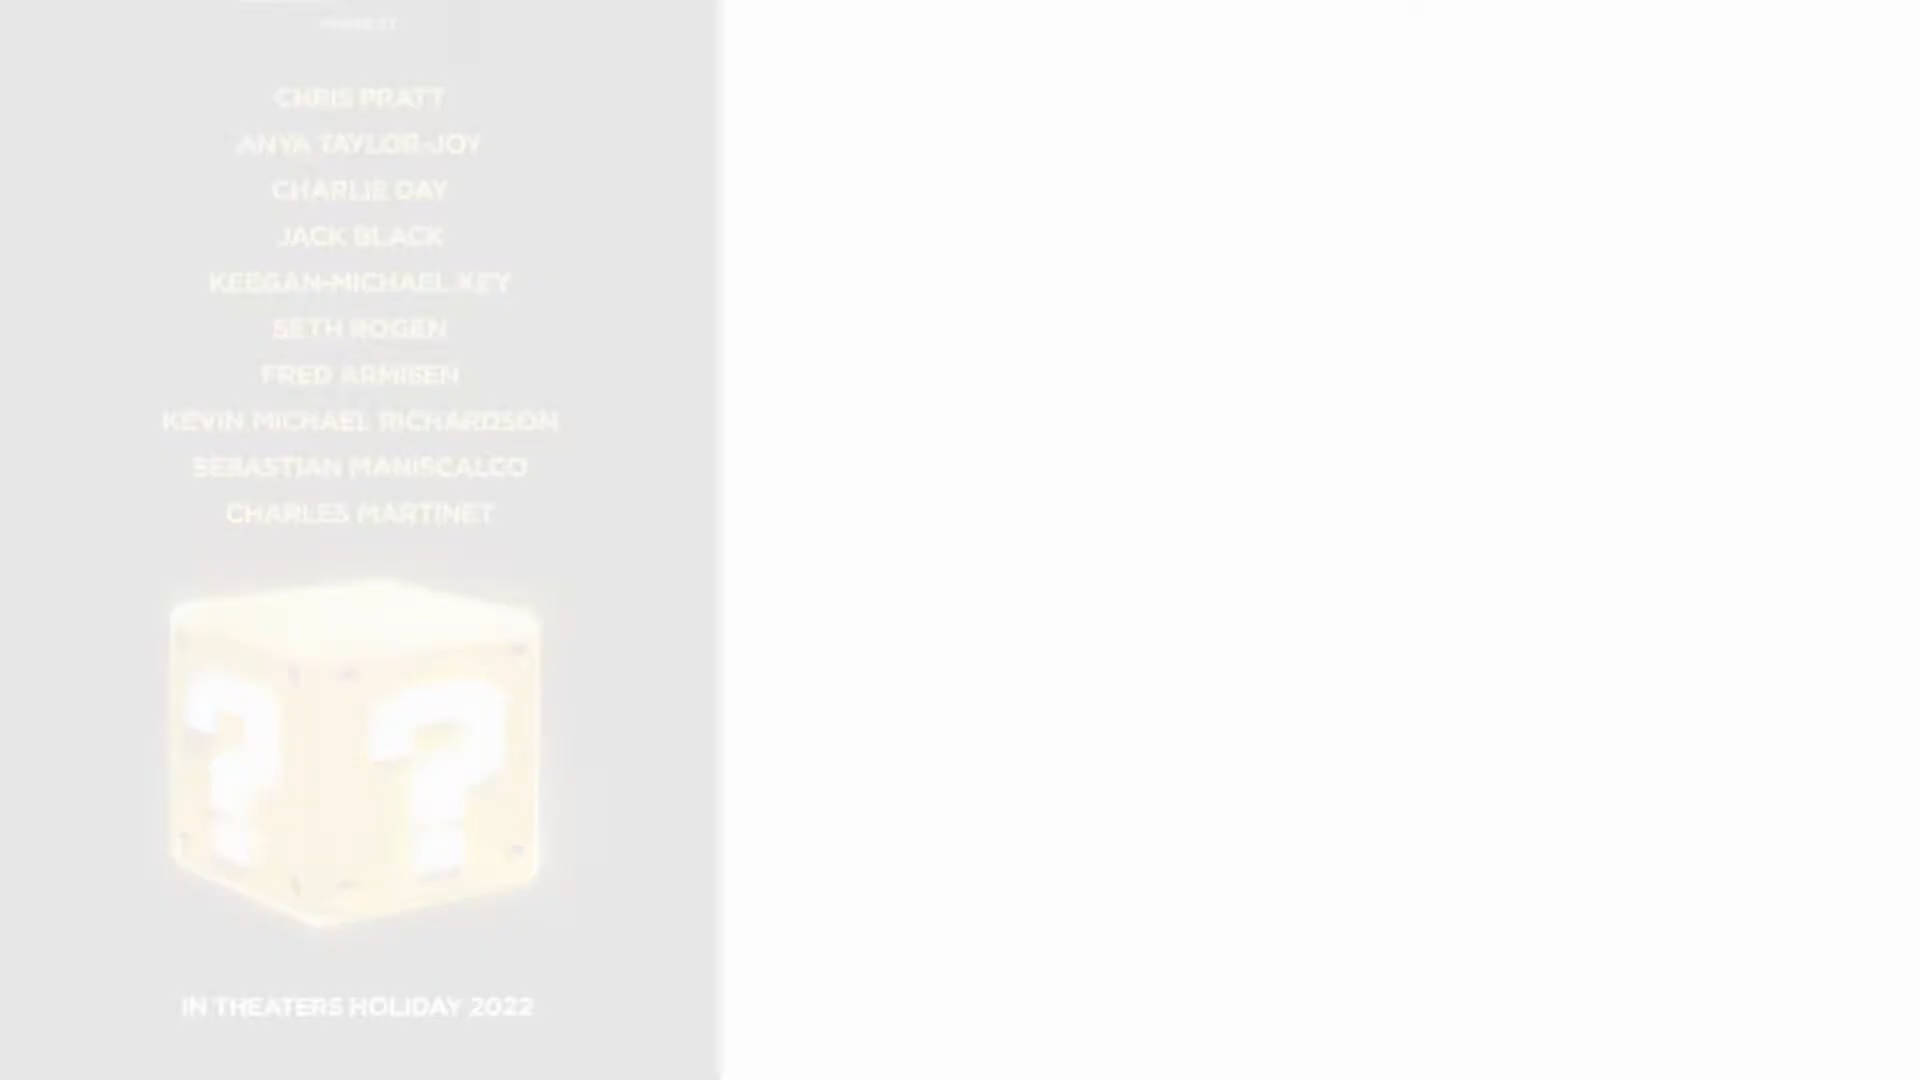 CHRIS PRATT
ANYA TAYLOR-JOY
CHARLIE DAY
JACK BLACK
KEEGAN-MICHAEL KEY
SETH ROGEN
FRED ARMISEN
KEVIN MICHAEL RICHARDSON
SEBASTIAN MANISCALCO
CHARLES MARTINET
? ?
IN THEATERS HOLIDAY 2022